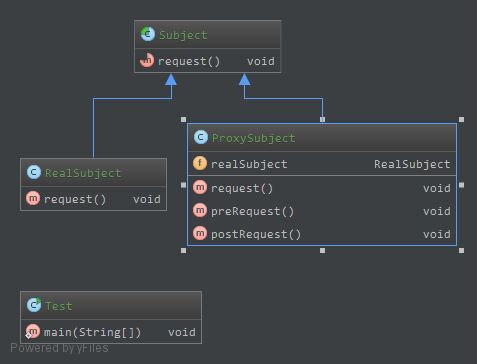 Subject
request() void
ProxySubject
realSubject RealSubject
request() void
preRequest() void
postRequest() void
RealSubject
request() void
Test
main(String[]) void
Powered by yFiles